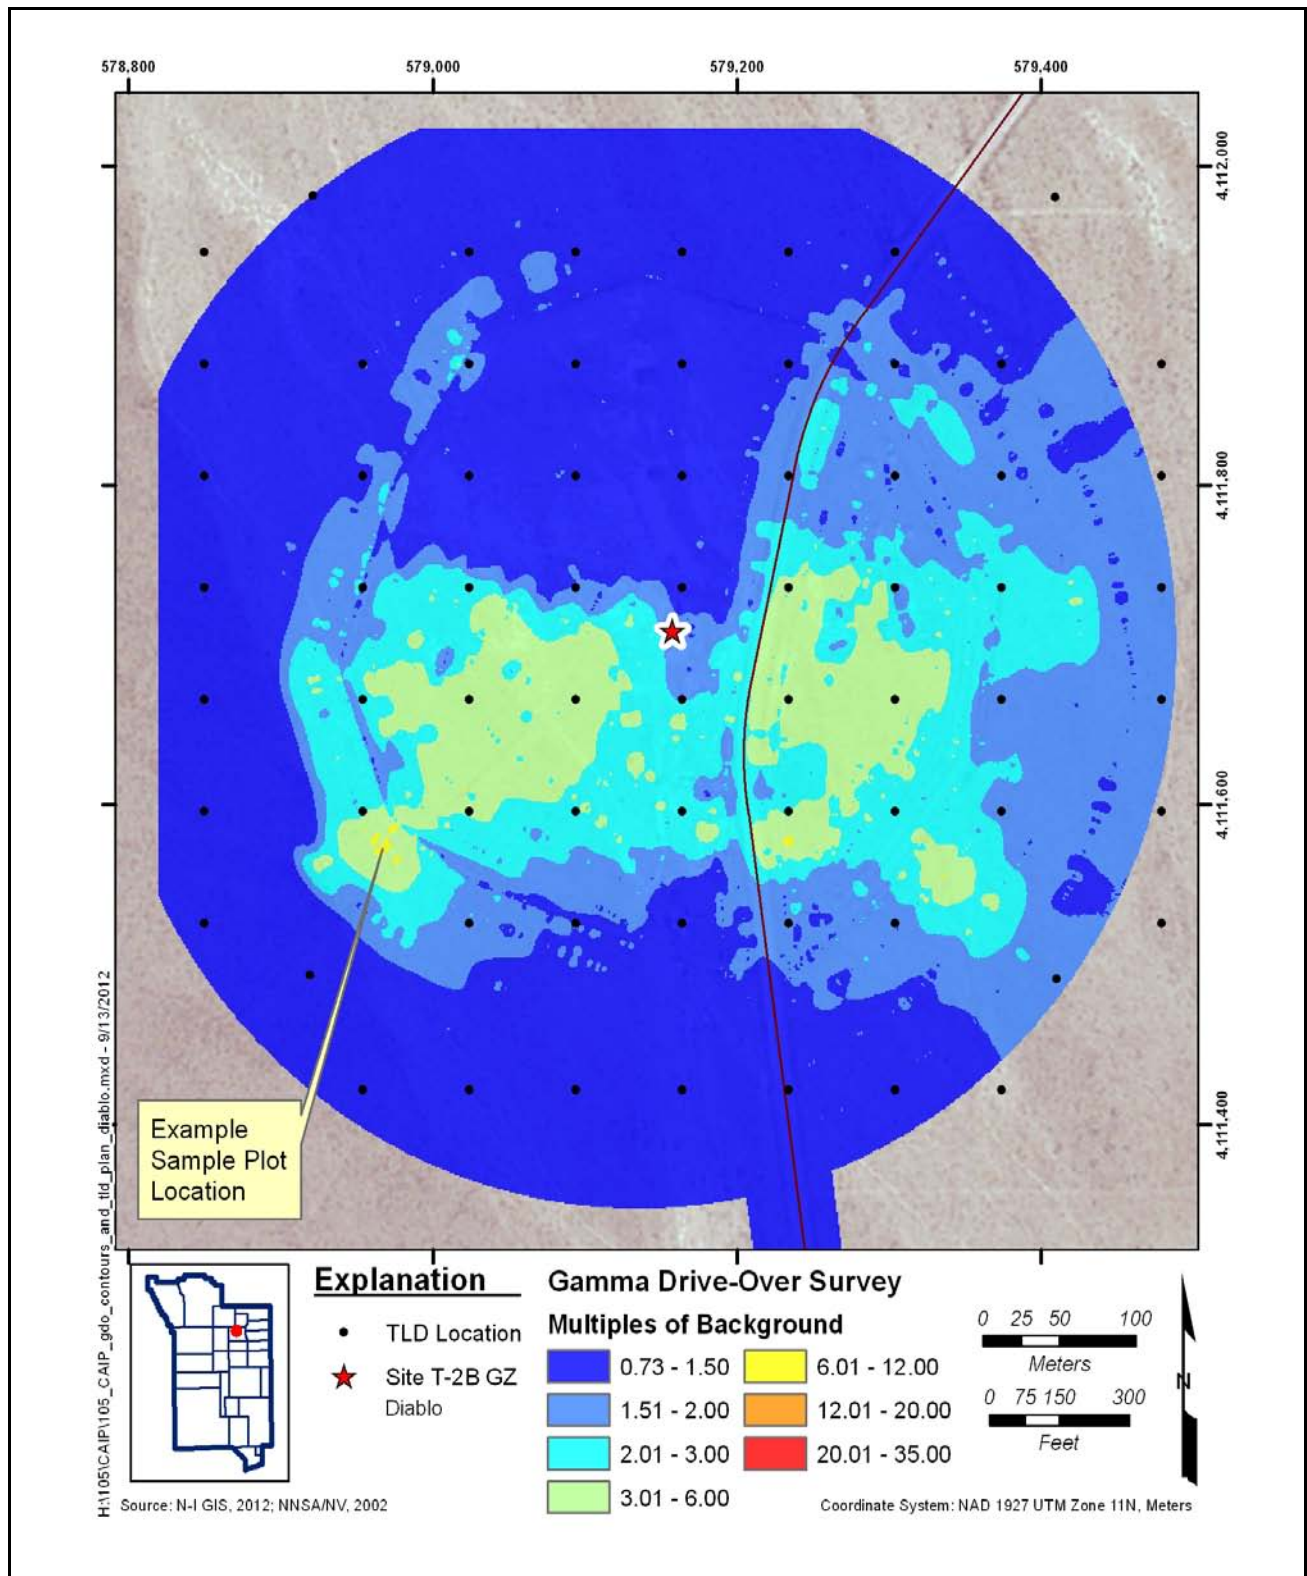 578,800 579,000 579,200 579,400
4,112,000
4,111,800
4,111,600
4,111,400
Example
Sample Plot
Location
H:\105\CAIP\105_CAIP_gdo_contours_and_tld_plan_diablo.mxd - 9/13/2012
Explanation
TLD Location
Site T-2B GZ
Diablo
Gamma Drive-Over Survey
Multiples of Background
0.73 - 1.50
1.51 - 2.00
2.01 - 3.00
3.01 - 6.00
6.01 - 12.00
12.01 - 20.00
20.01 - 35.00
0 25 50 100
Meters
0 75 150 300
Feet
N
Source: N-I GIS, 2012; NNSA/NV, 2002
Coordinate System: NAD 1927 UTM Zone 11N, Meters